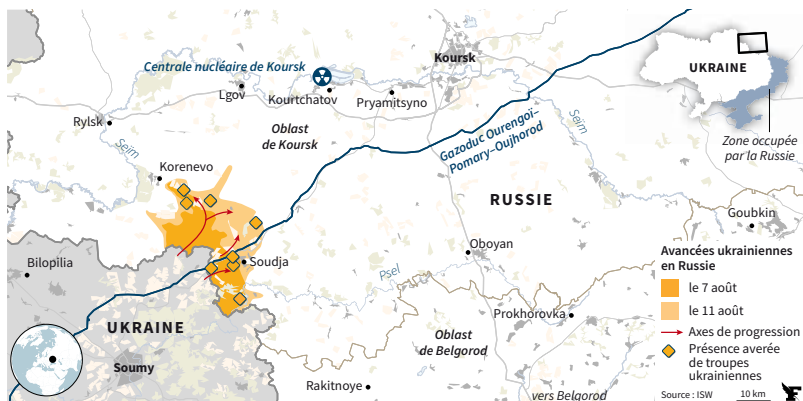 Centrale nucléaire de Koursk
Koursk
Lgov
Kourtchatov
Pryamitsyno
Rylsk
Oblast
de Koursk
Seïm
Seïm
Gazoduc Ourengoï–
Pomary–Oujhorod
UKRAINE
Zone occupée
par la Russie
Korenevo
RUSSIE
Goubkin
Bilopilia
Soudja
Oboyan
Psel
UKRAINE
Soumy
Prokhorovka
Oblast
de Belgorod
Rakitnoye
vers Belgorod
Avancées ukrainiennes
en Russie
le 7 août
le 11 août
Axes de progression
Présence averée
de troupes
ukrainiennes
Source : ISW
10 km